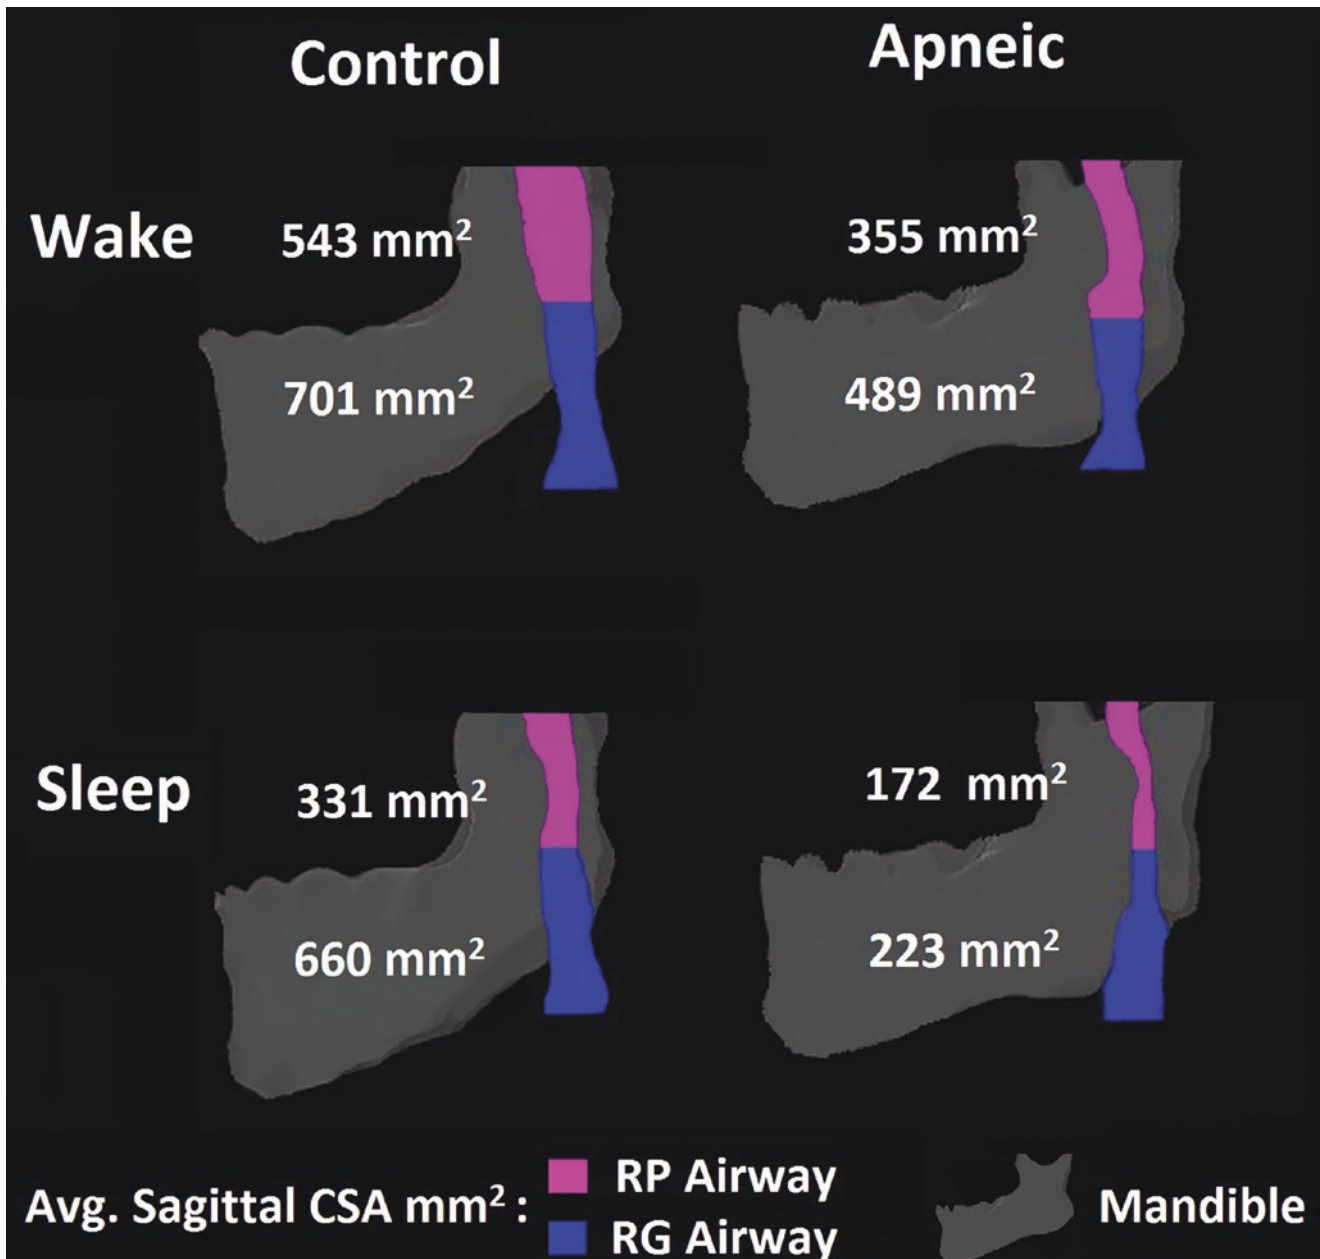 Control
Apneic
Wake
543 mm²
355 mm²
701 mm²
489 mm²
Sleep
331 mm²
172 mm²
660 mm²
223 mm²
Avg. Sagittal CSA mm² :
RP Airway
RG Airway
Mandible